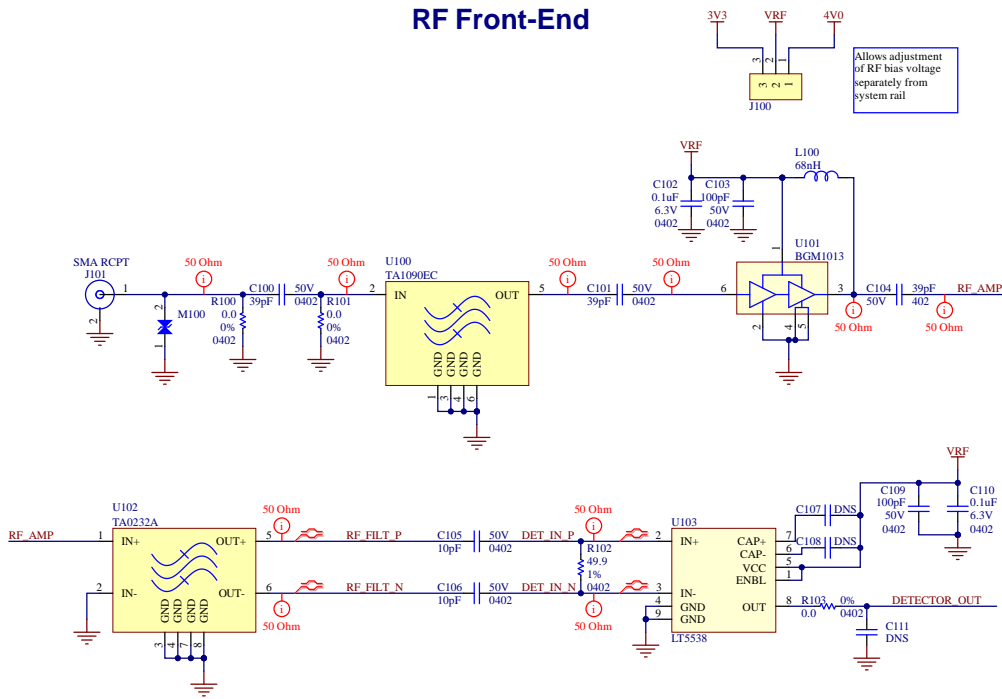 RF Front-End
3V3 VRF 4V0
3 2 1
3 2 1
J100
Allows adjustment
of RF bias voltage
separately from
system rail
VRF
L100
68nH
C102
0.1uF
6.3V
0402
C103
100pF
50V
0402
1
U101
BGM1013
SMA RCPT
J101
1
2
50 Ohm
i
2
M100
1
R100
0.0
0%
0402
C100
39pF
50V
0402
50 Ohm
i
R101
0.0
0%
0402
U100
TA1090EC
2
IN
OUT
5
GND
GND
GND
GND
1
3
4
6
50 Ohm
i
C101
39pF
50V
0402
50 Ohm
i
6
3
2
4
5
C104
50V
39pF
402
RF_AMP
i
50 Ohm
i
50 Ohm
U102
TA0232A
RF_AMP
1
IN+
2
IN-
OUT+
5
OUT-
6
GND
GND
GND
GND
3
4
7
8
50 Ohm
i
RF_FILT_P
C105
10pF
50V
0402
DET_IN_P
50 Ohm
i
RF_FILT_N
C106
10pF
50V
0402
DET_IN_N
i
50 Ohm
R102
49.9
1%
0402
i
50 Ohm
U103
2
IN+
3
IN-
4
GND
9
GND
LT5538
CAP+
7
CAP-
6
VCC
5
ENBL
1
OUT
8
C107 DNS
C108 DNS
VRF
C109
100pF
50V
0402
C110
0.1uF
6.3V
0402
R103
0.0
0%
0402
DETECTOR_OUT
C111
DNS